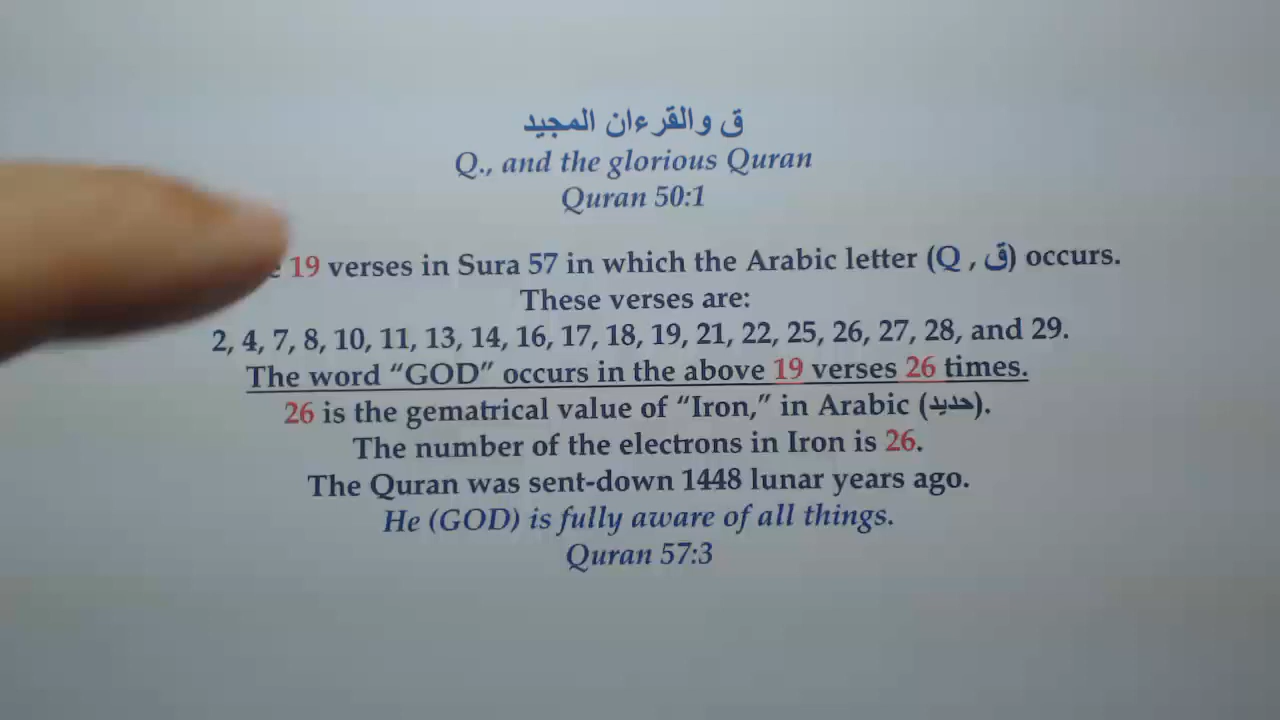 ق والقرءان المجيد
Q., and the glorious Quran
Quran 50:1
19 verses in Sura 57 in which the Arabic letter (Q , ق) occurs.
These verses are:
2, 4, 7, 8, 10, 11, 13, 14, 16, 17, 18, 19, 21, 22, 25, 26, 27, 28, and 29.
The word “GOD” occurs in the above 19 verses 26 times.
26 is the gematrical value of “Iron,” in Arabic (حديد).
The number of the electrons in Iron is 26.
The Quran was sent-down 1448 lunar years ago.
He (GOD) is fully aware of all things.
Quran 57:3